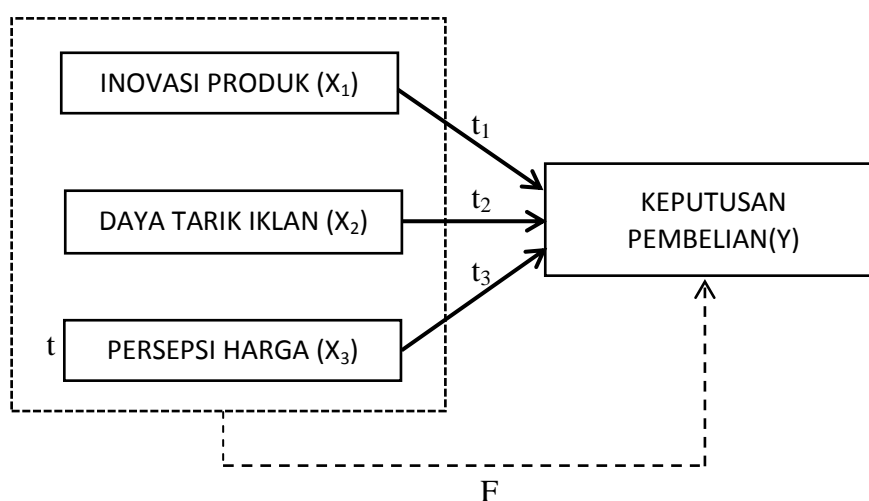 INOVASI PRODUK (X₁)
t₁
DAYA TARIK IKLAN (X₂)
t₂
KEPUTUSAN
PEMBELIAN(Y)
t₃
t
PERSEPSI HARGA (X₃)
F